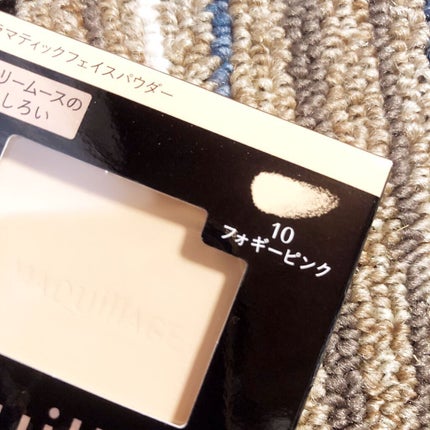 マティックフェイスパウダー
リームースの
しろい
10
フォギーピンク
MAQuillAGE